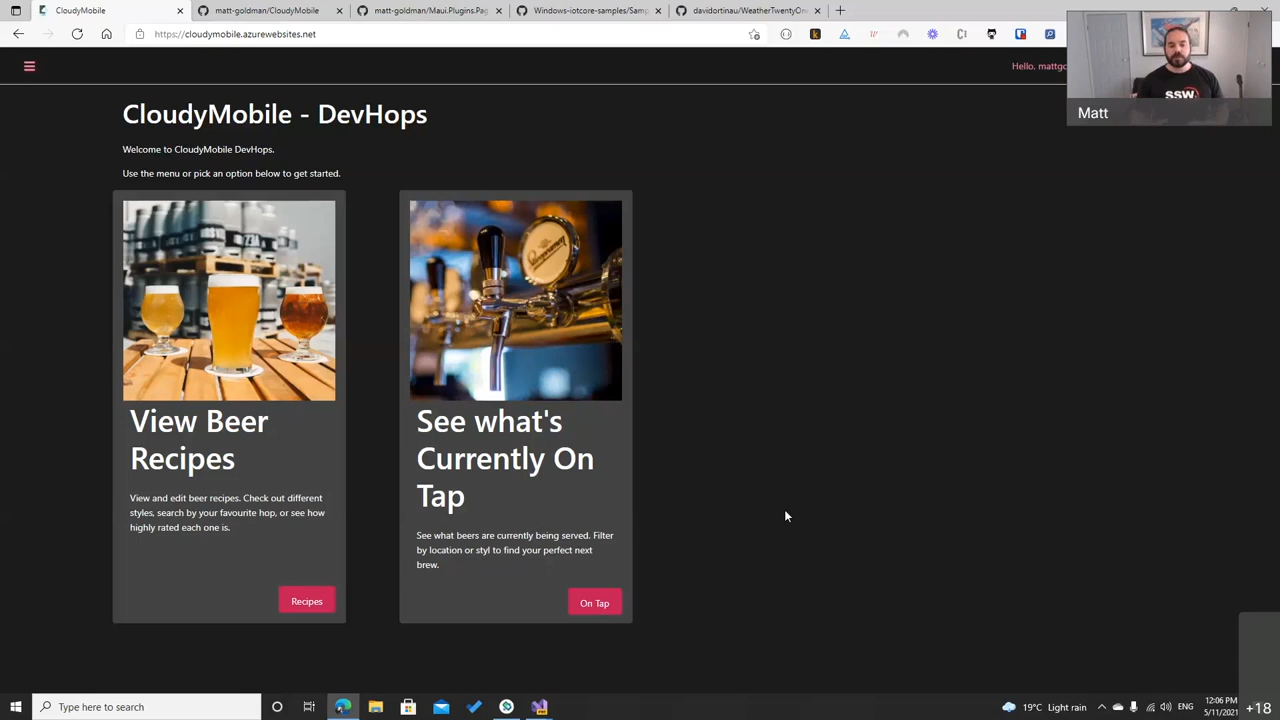 CloudyMobile
matt-goldman/CloudyMobile
matt-goldman/Maui.Plugins.Pag
Windows-iotcore-samples/Samp
davidortinau/WeatherTwentyOn
https://cloudymobile.azurewebsites.net
Hello, mattgo
SSW
Matt
CloudyMobile - DevHops
Welcome to CloudyMobile DevHops.
Use the menu or pick an option below to get started.
View Beer
Recipes
View and edit beer recipes. Check out different
styles, search by your favourite hop, or see how
highly rated each one is.
Recipes
See what's
Currently On
Tap
See what beers are currently being served. Filter
by location or styl to find your perfect next
brew.
On Tap
Type here to search
19°C Light rain
ENG
12:06 PM
5/11/2021
+18